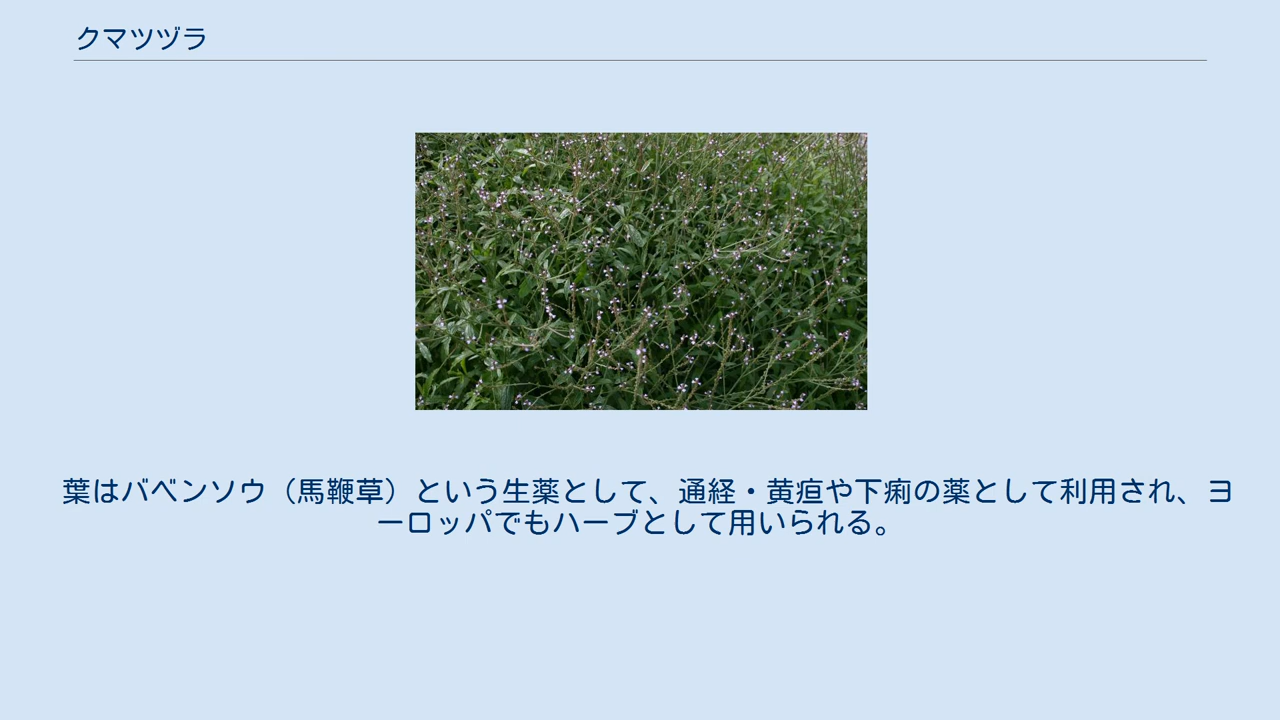 クマツヅラ
葉はバベンソウ（馬鞭草）という生薬として、通経・黄疸や下痢の薬として利用され、ヨ
ーロッパでもハーブとして用いられる。